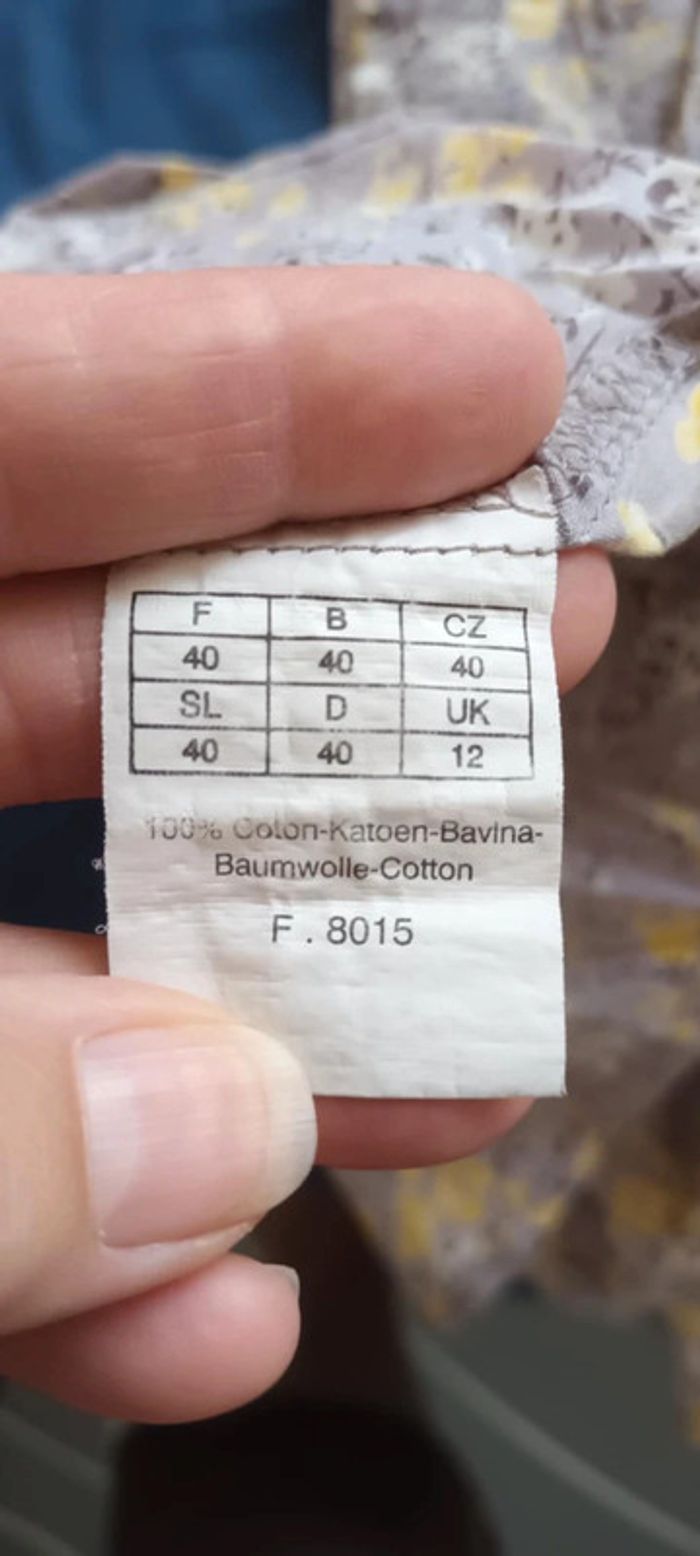 F B CZ
40 40 40
SL D UK
40 40 12
100% Coton-Katoen-Bavlna-
Baumwolle-Cotton
F . 8015